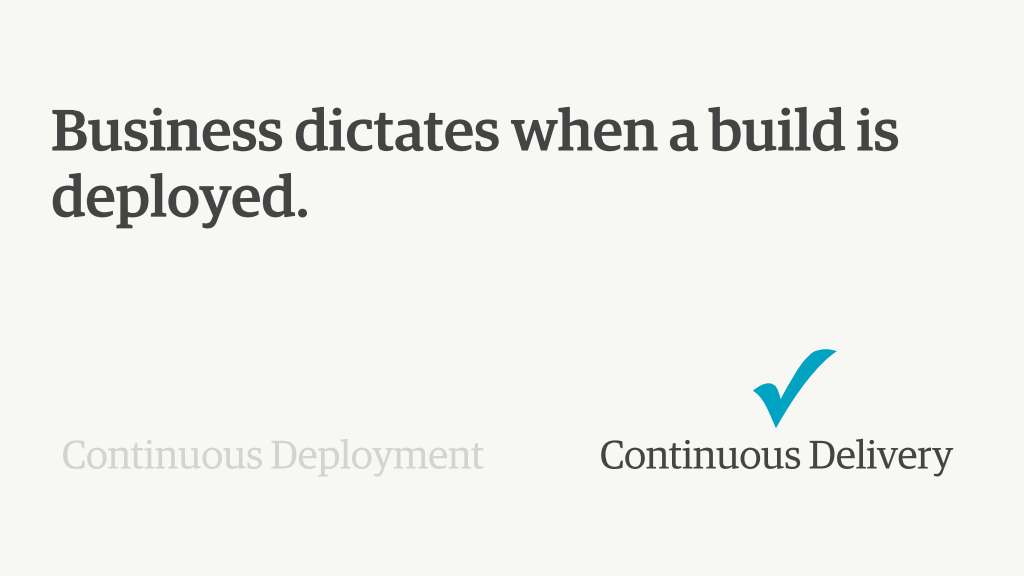 Business dictates when a build is
deployed.
Continuous Deployment
Continuous Delivery